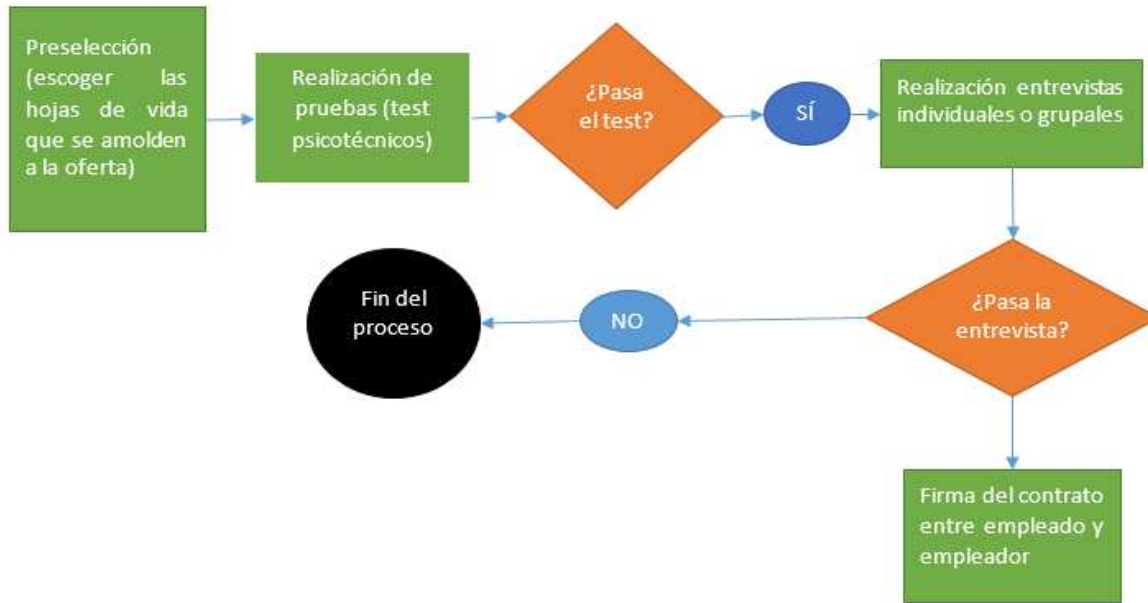 Preselección
(escoger las
hojas de vida
que se amolden
a la oferta)
Realización de
pruebas (test
psicotécnicos)
¿Pasa
el test?
SÍ
Realización entrevistas
individuales o grupales
¿Pasa la
entrevista?
NO
Fin del
proceso
Firma del contrato
entre empleado y
empleador